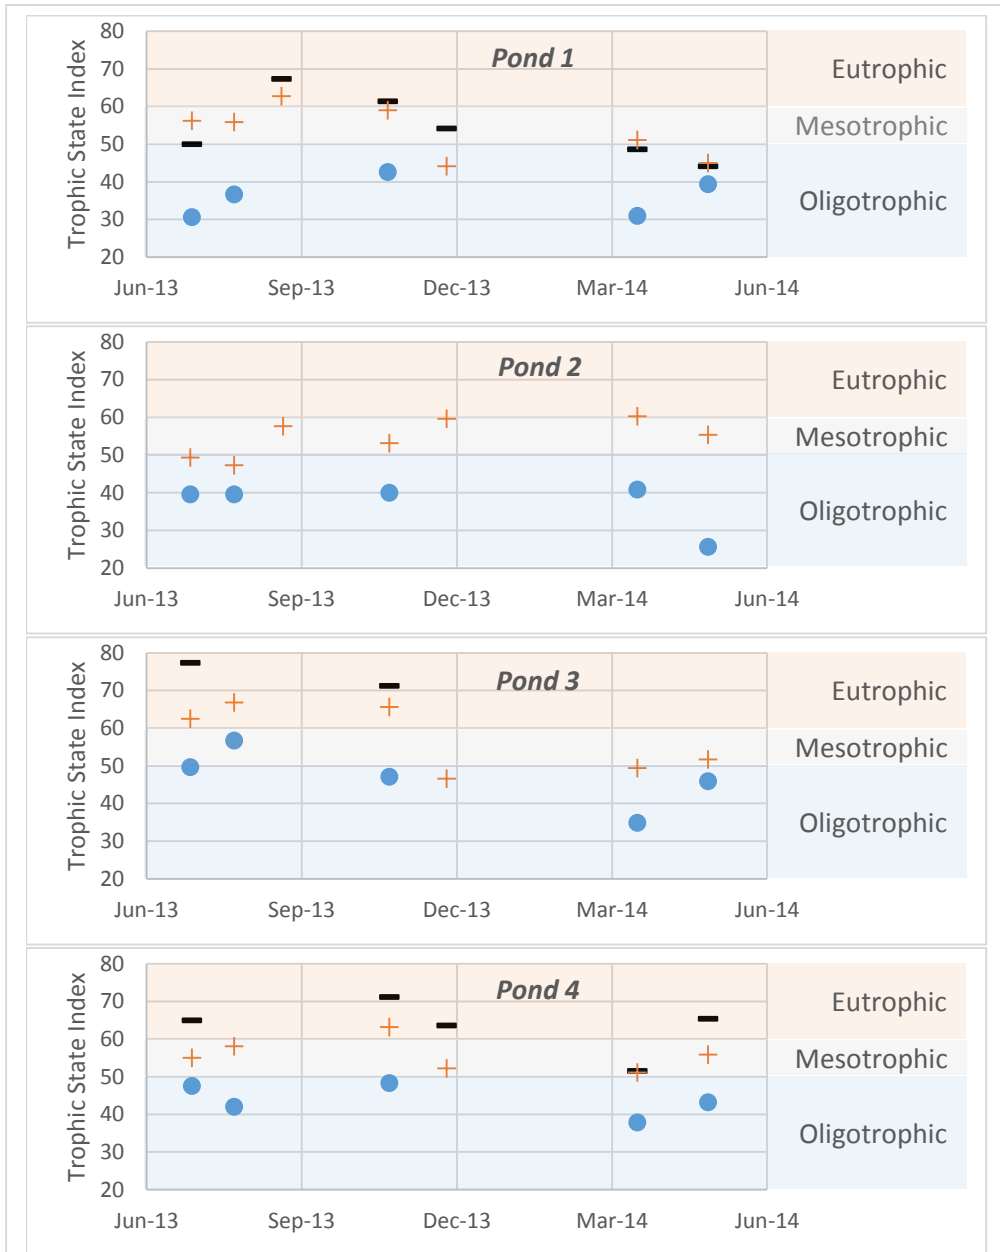 80
Pond 1
70
Eutrophic
60
Mesotrophic
50
40
Oligotrophic
30
20
Trophic State Index
Jun-13 Sep-13 Dec-13 Mar-14 Jun-14
80
Pond 2
70
Eutrophic
60
Mesotrophic
50
40
Oligotrophic
30
20
Trophic State Index
Jun-13 Sep-13 Dec-13 Mar-14 Jun-14
80
Pond 3
70
Eutrophic
60
Mesotrophic
50
40
Oligotrophic
30
20
Trophic State Index
Jun-13 Sep-13 Dec-13 Mar-14 Jun-14
80
Pond 4
70
Eutrophic
60
Mesotrophic
50
40
Oligotrophic
30
20
Trophic State Index
Jun-13 Sep-13 Dec-13 Mar-14 Jun-14